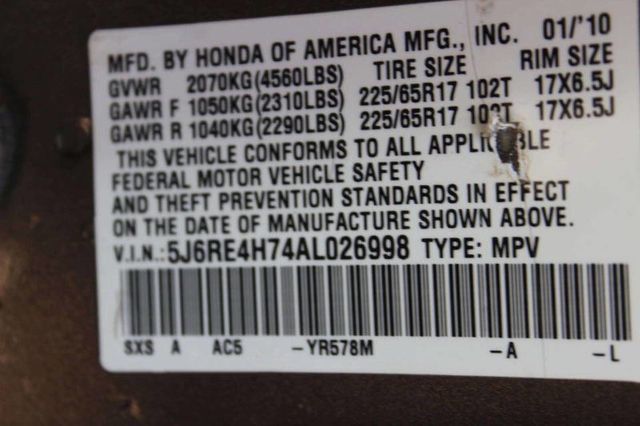 MFD. BY HONDA OF AMERICA MFG., INC. 01/'10
GVWR 2070KG(4560LBS) TIRE SIZE RIM SIZE
GAWR F 1050KG(2310LBS) 225/65R17 102T 17X6.5J
GAWR R 1040KG(2290LBS) 225/65R17 102T 17X6.5J
THIS VEHICLE CONFORMS TO ALL APPLICABLE
FEDERAL MOTOR VEHICLE SAFETY
AND THEFT PREVENTION STANDARDS IN EFFECT
ON THE DATE OF MANUFACTURE SHOWN ABOVE.
V.I.N.:5J6RE4H74AL026998 TYPE: MPV
SXS A AC5 -YR578M -A -L